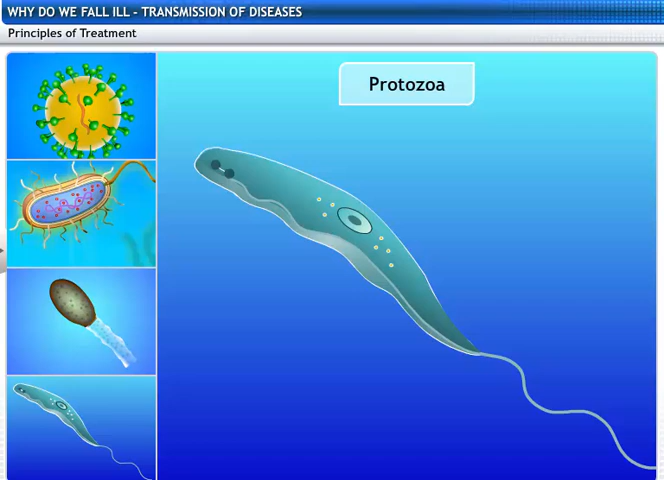 WHY DO WE FALL ILL - TRANSMISSION OF DISEASES
Principles of Treatment
Protozoa